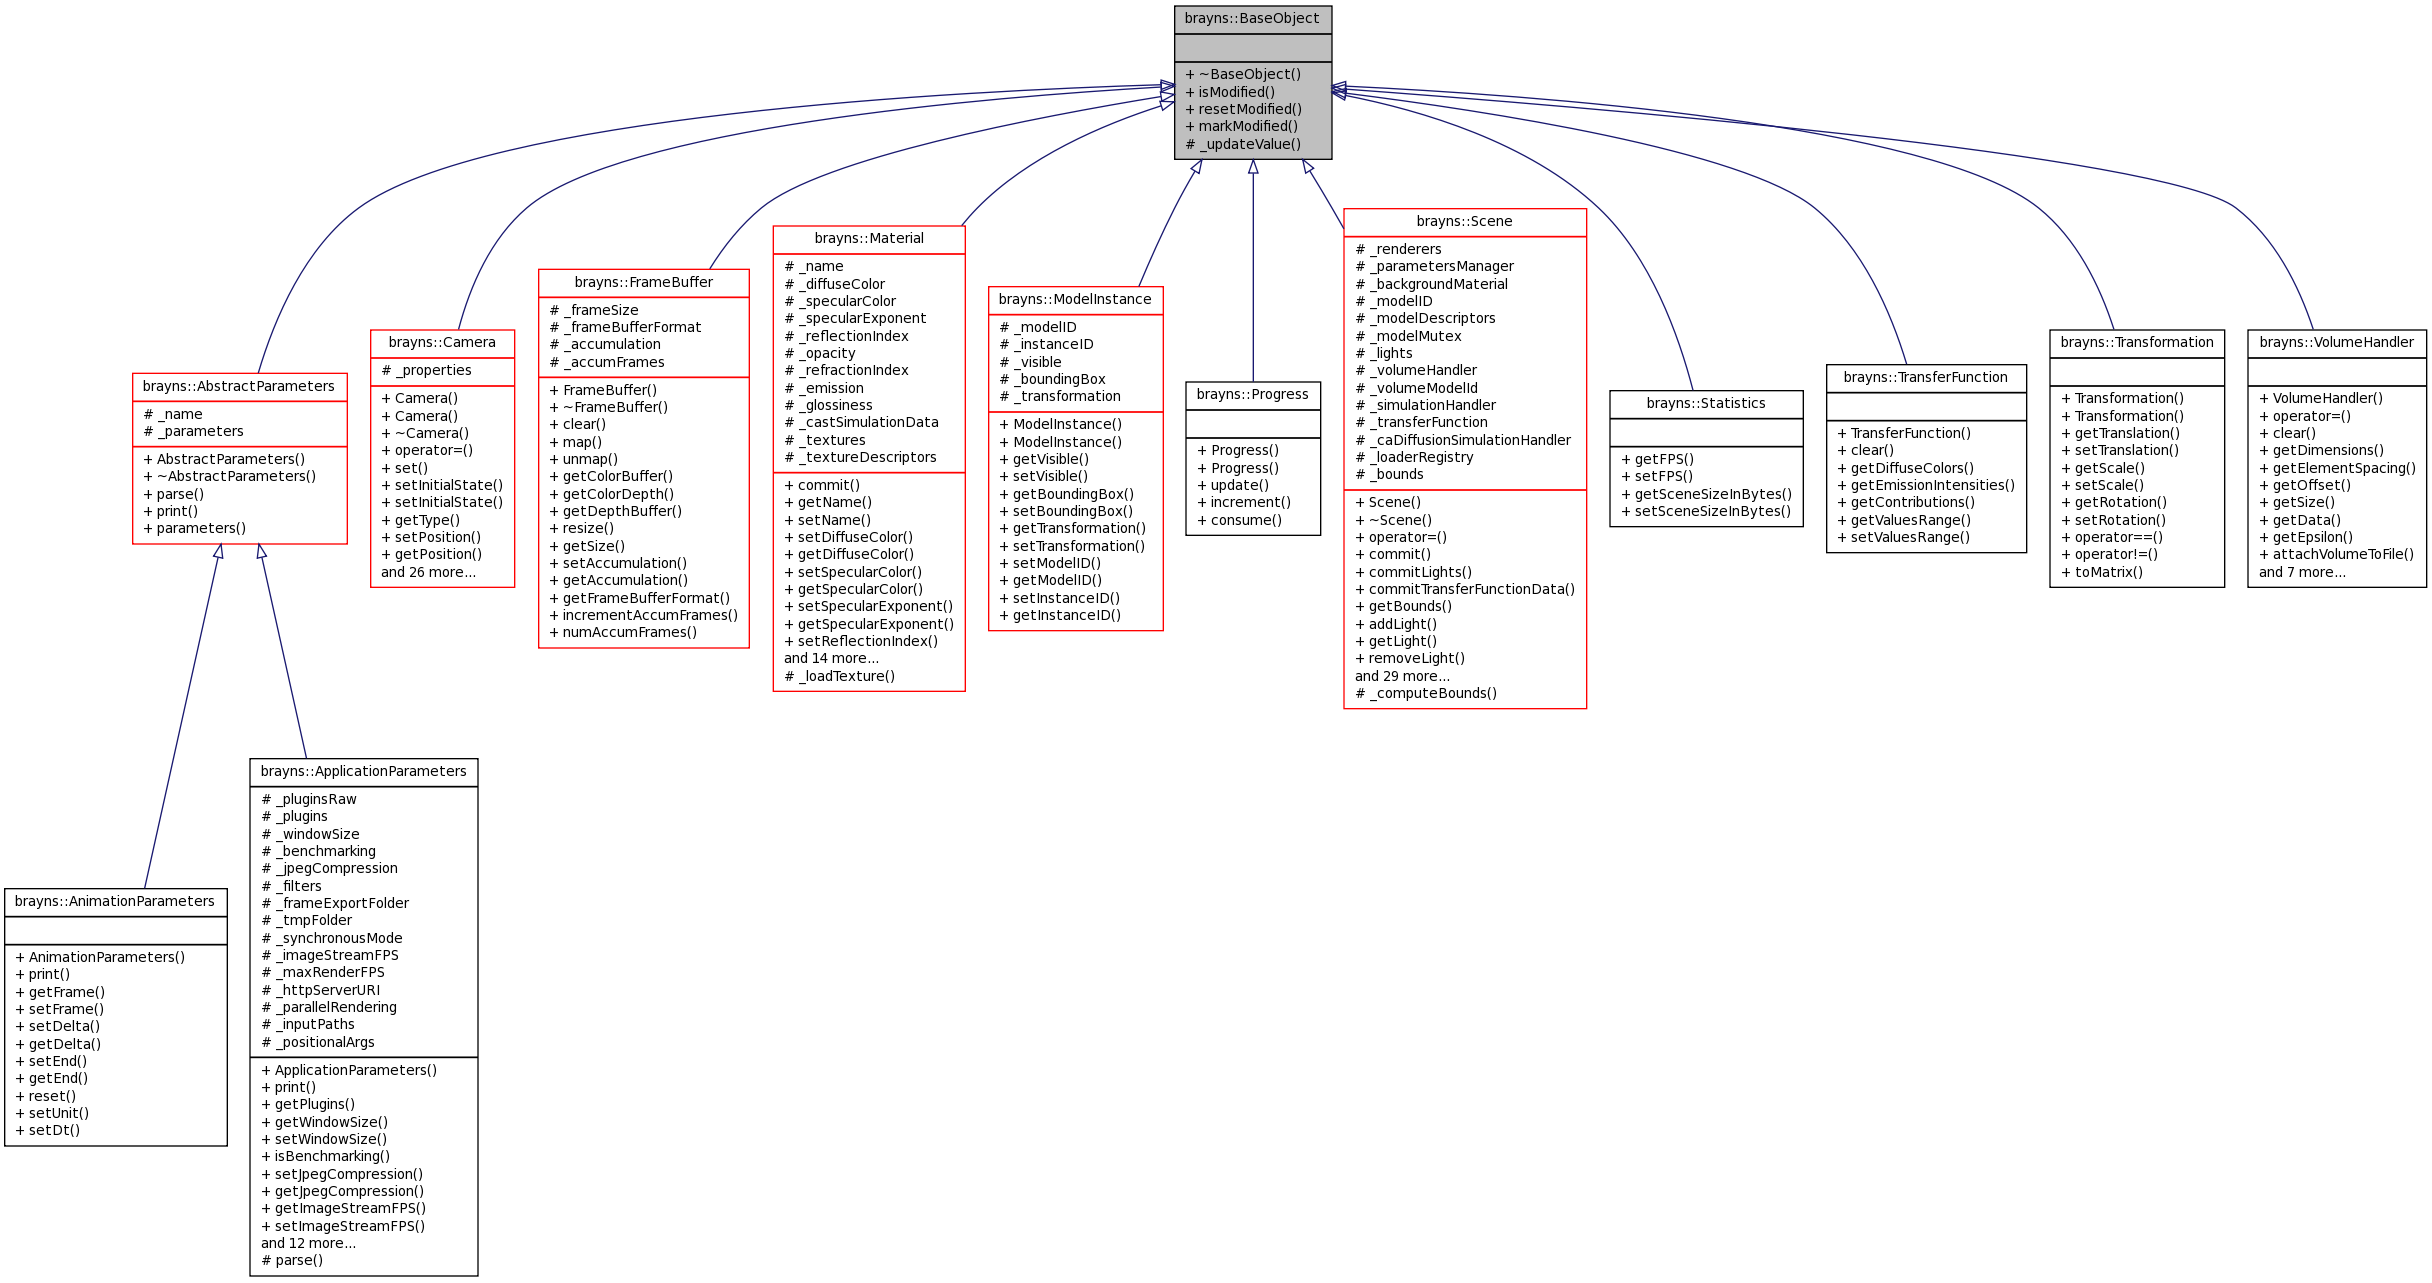 brayns::BaseObject
+ ~BaseObject()
+ isModified()
+ resetModified()
+ markModified()
# _updateValue()
brayns::AbstractParameters
# _name
# _parameters
+ AbstractParameters()
+ ~AbstractParameters()
+ parse()
+ print()
+ parameters()
brayns::Camera
# _properties
+ Camera()
+ Camera()
+ ~Camera()
+ operator=()
+ set()
+ setInitialState()
+ setInitialState()
+ getType()
+ setPosition()
+ getPosition()
and 26 more...
brayns::FrameBuffer
# _frameSize
# _frameBufferFormat
# _accumulation
# _accumFrames
+ FrameBuffer()
+ ~FrameBuffer()
+ clear()
+ map()
+ unmap()
+ getColorBuffer()
+ getColorDepth()
+ getDepthBuffer()
+ resize()
+ getSize()
+ setAccumulation()
+ getAccumulation()
+ getFrameBufferFormat()
+ incrementAccumFrames()
+ numAccumFrames()
brayns::Material
# _name
# _diffuseColor
# _specularColor
# _specularExponent
# _reflectionIndex
# _opacity
# _refractionIndex
# _emission
# _glossiness
# _castSimulationData
# _textures
# _textureDescriptors
+ commit()
+ getName()
+ setName()
+ setDiffuseColor()
+ getDiffuseColor()
+ setSpecularColor()
+ getSpecularColor()
+ setSpecularExponent()
+ getSpecularExponent()
+ setReflectionIndex()
and 14 more...
# _loadTexture()
brayns::ModelInstance
# _modelID
# _instanceID
# _visible
# _boundingBox
# _transformation
+ ModelInstance()
+ ModelInstance()
+ getVisible()
+ setVisible()
+ getBoundingBox()
+ setBoundingBox()
+ getTransformation()
+ setTransformation()
+ setModelID()
+ getModelID()
+ setInstanceID()
+ getInstanceID()
brayns::Progress
+ Progress()
+ Progress()
+ update()
+ increment()
+ consume()
brayns::Scene
# _renderers
# _parametersManager
# _backgroundMaterial
# _modelID
# _modelDescriptors
# _modelMutex
# _lights
# _volumeHandler
# _volumeModelId
# _simulationHandler
# _transferFunction
# _caDiffusionSimulationHandler
# _loaderRegistry
# _bounds
+ Scene()
+ ~Scene()
+ operator=()
+ commit()
+ commitLights()
+ commitTransferFunctionData()
+ getBounds()
+ addLight()
+ getLight()
+ removeLight()
and 29 more...
# _computeBounds()
brayns::Statistics
+ getFPS()
+ setFPS()
+ getSceneSizeInBytes()
+ setSceneSizeInBytes()
brayns::TransferFunction
+ TransferFunction()
+ clear()
+ getDiffuseColors()
+ getEmissionIntensities()
+ getContributions()
+ getValuesRange()
+ setValuesRange()
brayns::Transformation
+ Transformation()
+ Transformation()
+ getTranslation()
+ setTranslation()
+ getScale()
+ setScale()
+ getRotation()
+ setRotation()
+ operator==()
+ operator!=()
+ toMatrix()
brayns::VolumeHandler
+ VolumeHandler()
+ operator=()
+ clear()
+ getDimensions()
+ getElementSpacing()
+ getOffset()
+ getSize()
+ getData()
+ getEpsilon()
+ attachVolumeToFile()
and 7 more...
brayns::AnimationParameters
+ AnimationParameters()
+ print()
+ getFrame()
+ setFrame()
+ setDelta()
+ getDelta()
+ setEnd()
+ getEnd()
+ reset()
+ setUnit()
+ setDt()
brayns::ApplicationParameters
# _pluginsRaw
# _plugins
# _windowSize
# _benchmarking
# _jpegCompression
# _filters
# _frameExportFolder
# _tmpFolder
# _synchronousMode
# _imageStreamFPS
# _maxRenderFPS
# _httpServerURI
# _parallelRendering
# _inputPaths
# _positionalArgs
+ ApplicationParameters()
+ print()
+ getPlugins()
+ getWindowSize()
+ setWindowSize()
+ isBenchmarking()
+ setJpegCompression()
+ getJpegCompression()
+ getImageStreamFPS()
+ setImageStreamFPS()
and 12 more...
# parse()